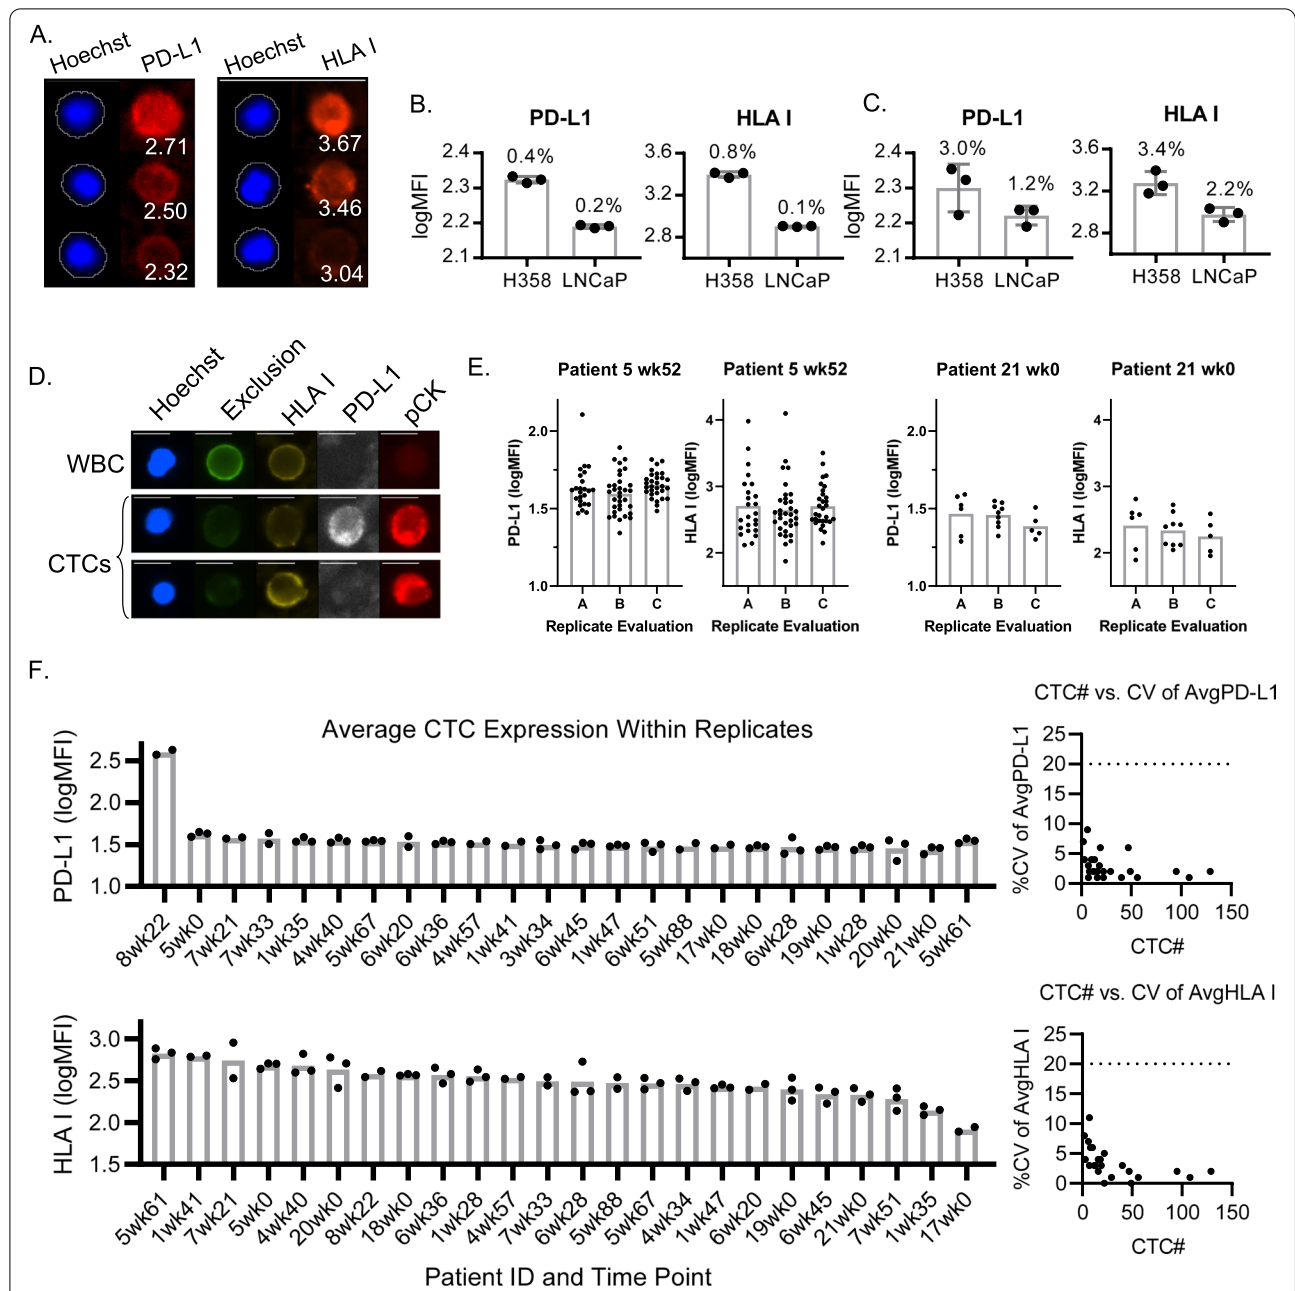 A.
Hoechst PD-L1 Hoechst HLA I
2.71 3.67
2.50 3.46
2.32 3.04
B.
PD-L1
logMFI
2.4
2.3
2.2
2.1
0.4%
0.2%
H358 LNCaP
HLA I
3.6
3.2
2.8
0.8%
0.1%
H358 LNCaP
C.
PD-L1
logMFI
2.4
2.3
2.2
2.1
3.0%
1.2%
H358 LNCaP
HLA I
3.6
3.2
2.8
3.4%
2.2%
H358 LNCaP
D.
Hoechst Exclusion HLA I PD-L1 pCK
WBC
CTCs
E.
Patient 5 wk52
PD-L1 (logMFI)
2.0
1.5
1.0
A B C
Replicate Evaluation
Patient 5 wk52
HLA I (logMFI)
4
3
2
A B C
Replicate Evaluation
Patient 21 wk0
PD-L1 (logMFI)
2.0
1.5
1.0
A B C
Replicate Evaluation
Patient 21 wk0
HLA I (logMFI)
4
3
2
A B C
Replicate Evaluation
F.
Average CTC Expression Within Replicates
PD-L1 (logMFI)
2.5
2.0
1.5
1.0
8wk22 5wk0 7wk21 7wk33 1wk35 4wk40 5wk67 6wk20 6wk36 4wk57 1wk41 3wk34 6wk45 1wk47 6wk51 5wk88 17wk0 18wk0 6wk28 19wk0 1wk28 20wk0 21wk0 5wk61
CTC# vs. CV of AvgPD-L1
%CV of AvgPD-L1
25
20
15
10
5
0
0 50 100 150
CTC#
HLA I (logMFI)
3.0
2.5
2.0
1.5
5wk61 1wk41 7wk21 5wk0 4wk40 20wk0 8wk22 18wk0 6wk36 1wk28 4wk57 7wk33 6wk28 5wk88 5wk67 4wk34 1wk47 6wk20 19wk0 6wk45 21wk0 7wk51 1wk35 17wk0
Patient ID and Time Point
CTC# vs. CV of AvgHLA I
%CV of AvgHLA I
25
20
15
10
5
0
0 50 100 150
CTC#